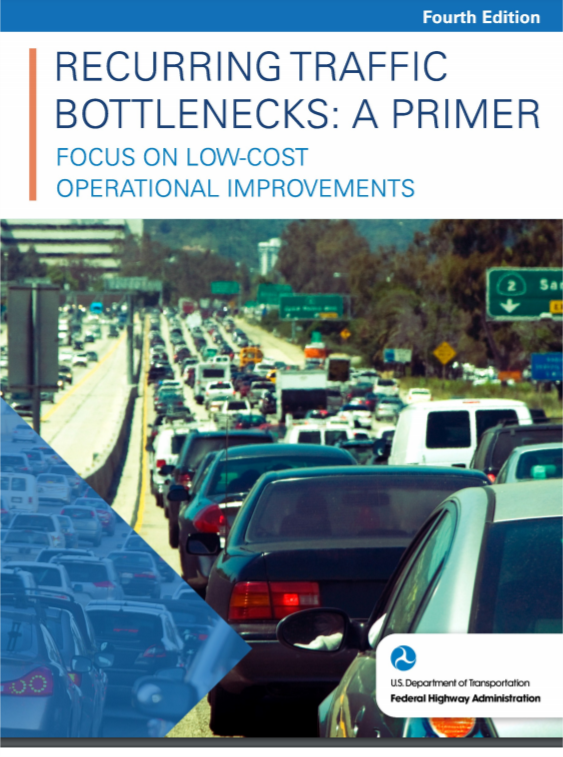 Fourth Edition
RECURRING TRAFFIC
BOTTLENECKS: A PRIMER
FOCUS ON LOW-COST
OPERATIONAL IMPROVEMENTS
2
U.S. Department of Transportation
Federal Highway Administration